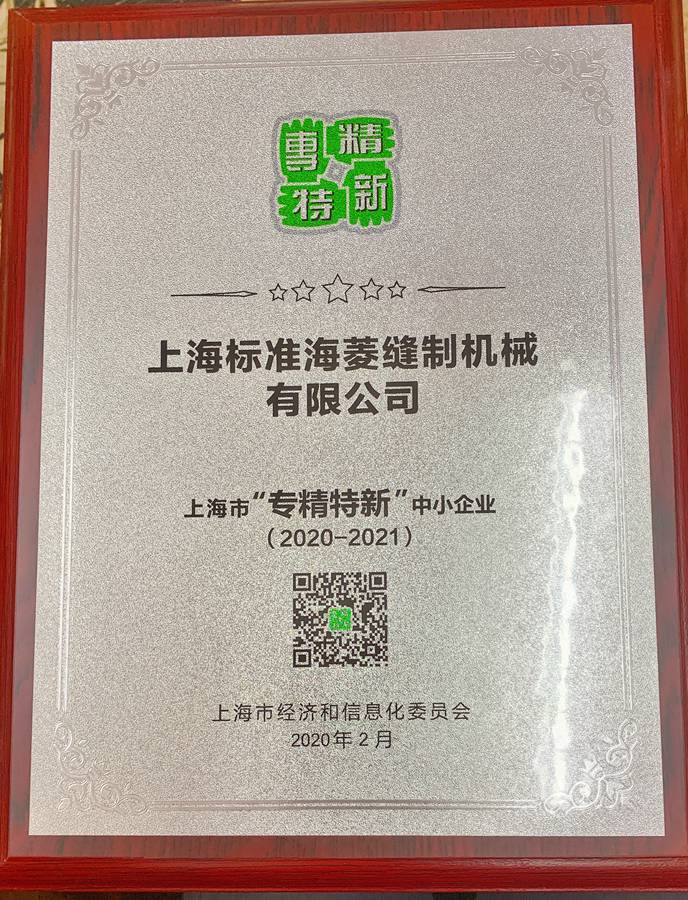 專精
特新
上海标准海菱缝制机械
有限公司
上海市“专精特新”中小企业
（2020-2021）
上海市经济和信息化委员会
2020年2月